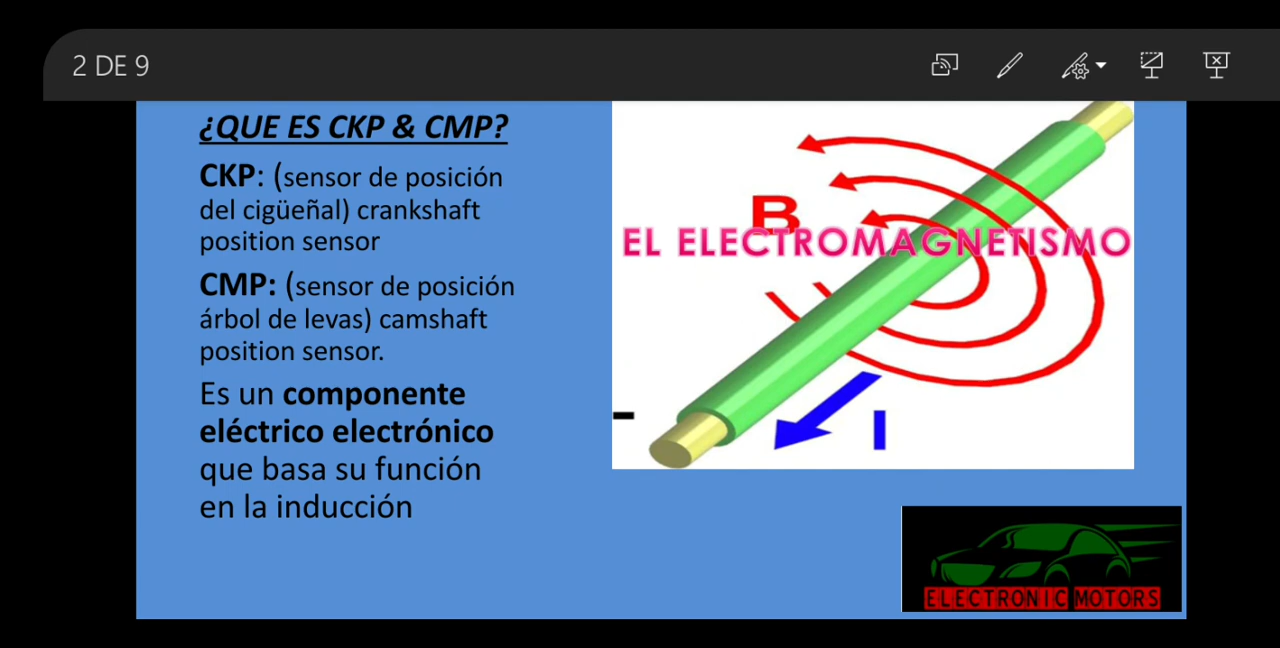 2 DE 9
¿QUE ES CKP & CMP?
CKP: (sensor de posición
del cigüeñal) crankshaft
position sensor
CMP: (sensor de posición
árbol de levas) camshaft
position sensor.
Es un componente
eléctrico electrónico
que basa su función
en la inducción
B
EL ELECTROMAGNETISMO
-
I
ELECTRONIC MOTORS